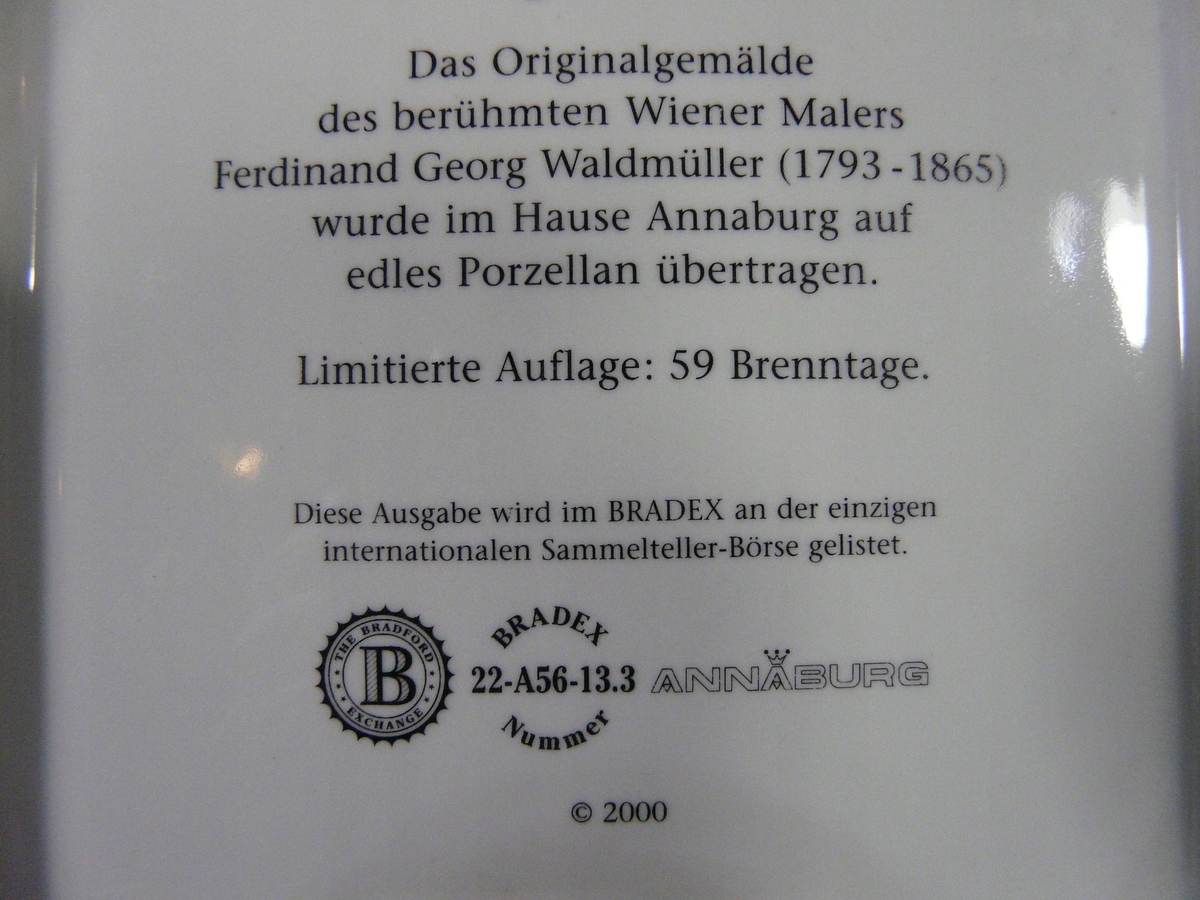 Das Originalgemälde
des berühmten Wiener Malers
Ferdinand Georg Waldmüller (1793-1865)
wurde im Hause Annaburg auf
edles Porzellan übertragen.
Limitierte Auflage: 59 Brenntage.
Diese Ausgabe wird im BRADEX an der einzigen
internationalen Sammelteller-Börse gelistet.
THE BRADFORD
B
EXCHANGE
BRADEX
22-A56-13.3
Nummer
ANNABURG
© 2000